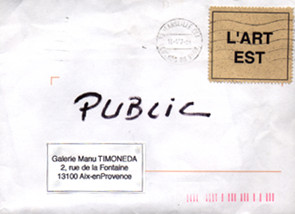 L'ART
EST
PUBLIC
Galerie Manu TIMONEDA
2, rue de la Fontaine
13100 Aix-enProvence